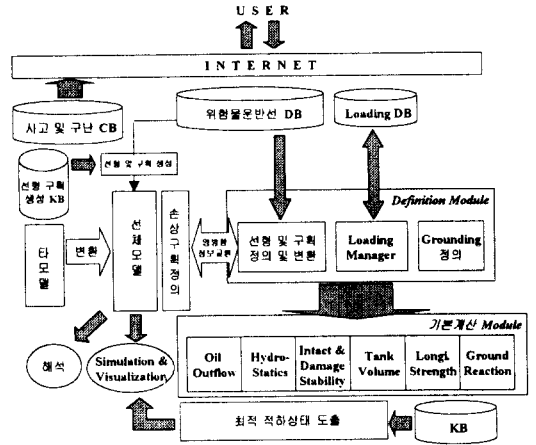 USER
INTERNET
사고 및 구난 CB
위험물운반선 DB
Loading DB
선형 구획
생성 KB
선형 및 구획 생성
Definition Module
타모델
변환
선체모델
손상구획정의
정보교환
선형 및 구획
정의 및 변환
Loading
Manager
Grounding
정의
기본계산 Module
해석
Simulation &
Visualization
Oil
Outflow
Hydro-
Statics
Intact &
Damage
Stability
Tank
Volume
Longi.
Strength
Ground
Reaction
최적 적하상태 도출
KB